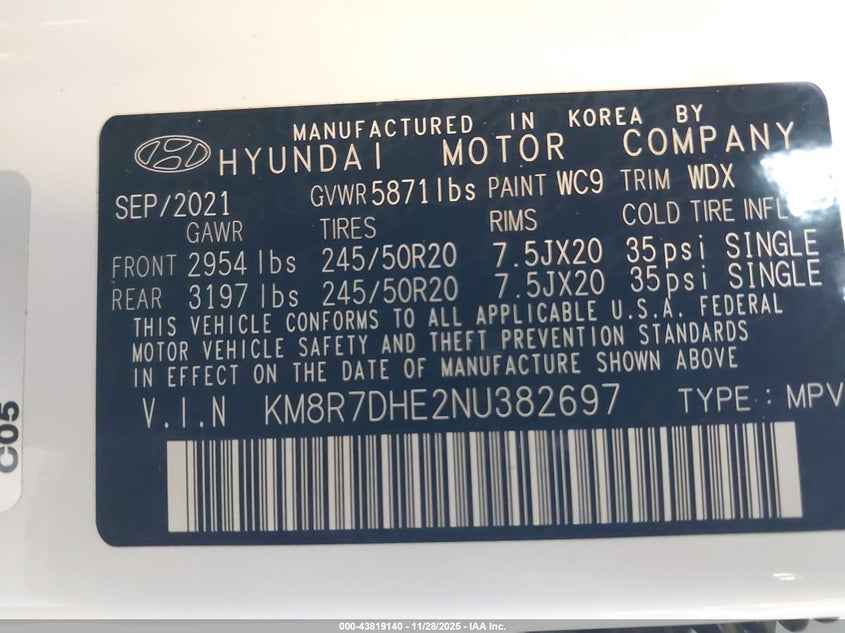 MANUFACTURED IN KOREA BY
HYUNDAI MOTOR COMPANY
SEP/2021 GVWR 5871lbs PAINT WC9 TRIM WDX
GAWR TIRES RIMS COLD TIRE INFL
FRONT 2954 lbs 245/50R20 7.5JX20 35psi SINGLE
REAR 3197 lbs 245/50R20 7.5JX20 35psi SINGLE
THIS VEHICLE CONFORMS TO ALL APPLICABLE U.S.A. FEDERAL
MOTOR VEHICLE SAFETY AND THEFT PREVENTION STANDARDS
IN EFFECT ON THE DATE OF MANUFACTURE SHOWN ABOVE
V.I.N KM8R7DHE2NU382697 TYPE : MPV
C05
000-43819140 - 11/28/2025 - IAA Inc.